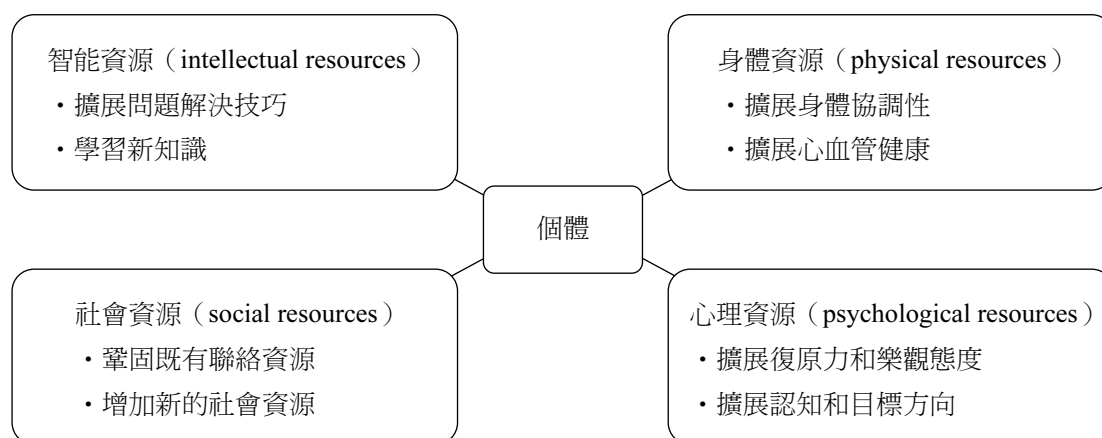 智能資源（intellectual resources）
・擴展問題解決技巧
・學習新知識
身體資源（physical resources）
・擴展身體協調性
・擴展心血管健康
個體
社會資源（social resources）
・鞏固既有聯絡資源
・增加新的社會資源
心理資源（psychological resources）
・擴展復原力和樂觀態度
・擴展認知和目標方向